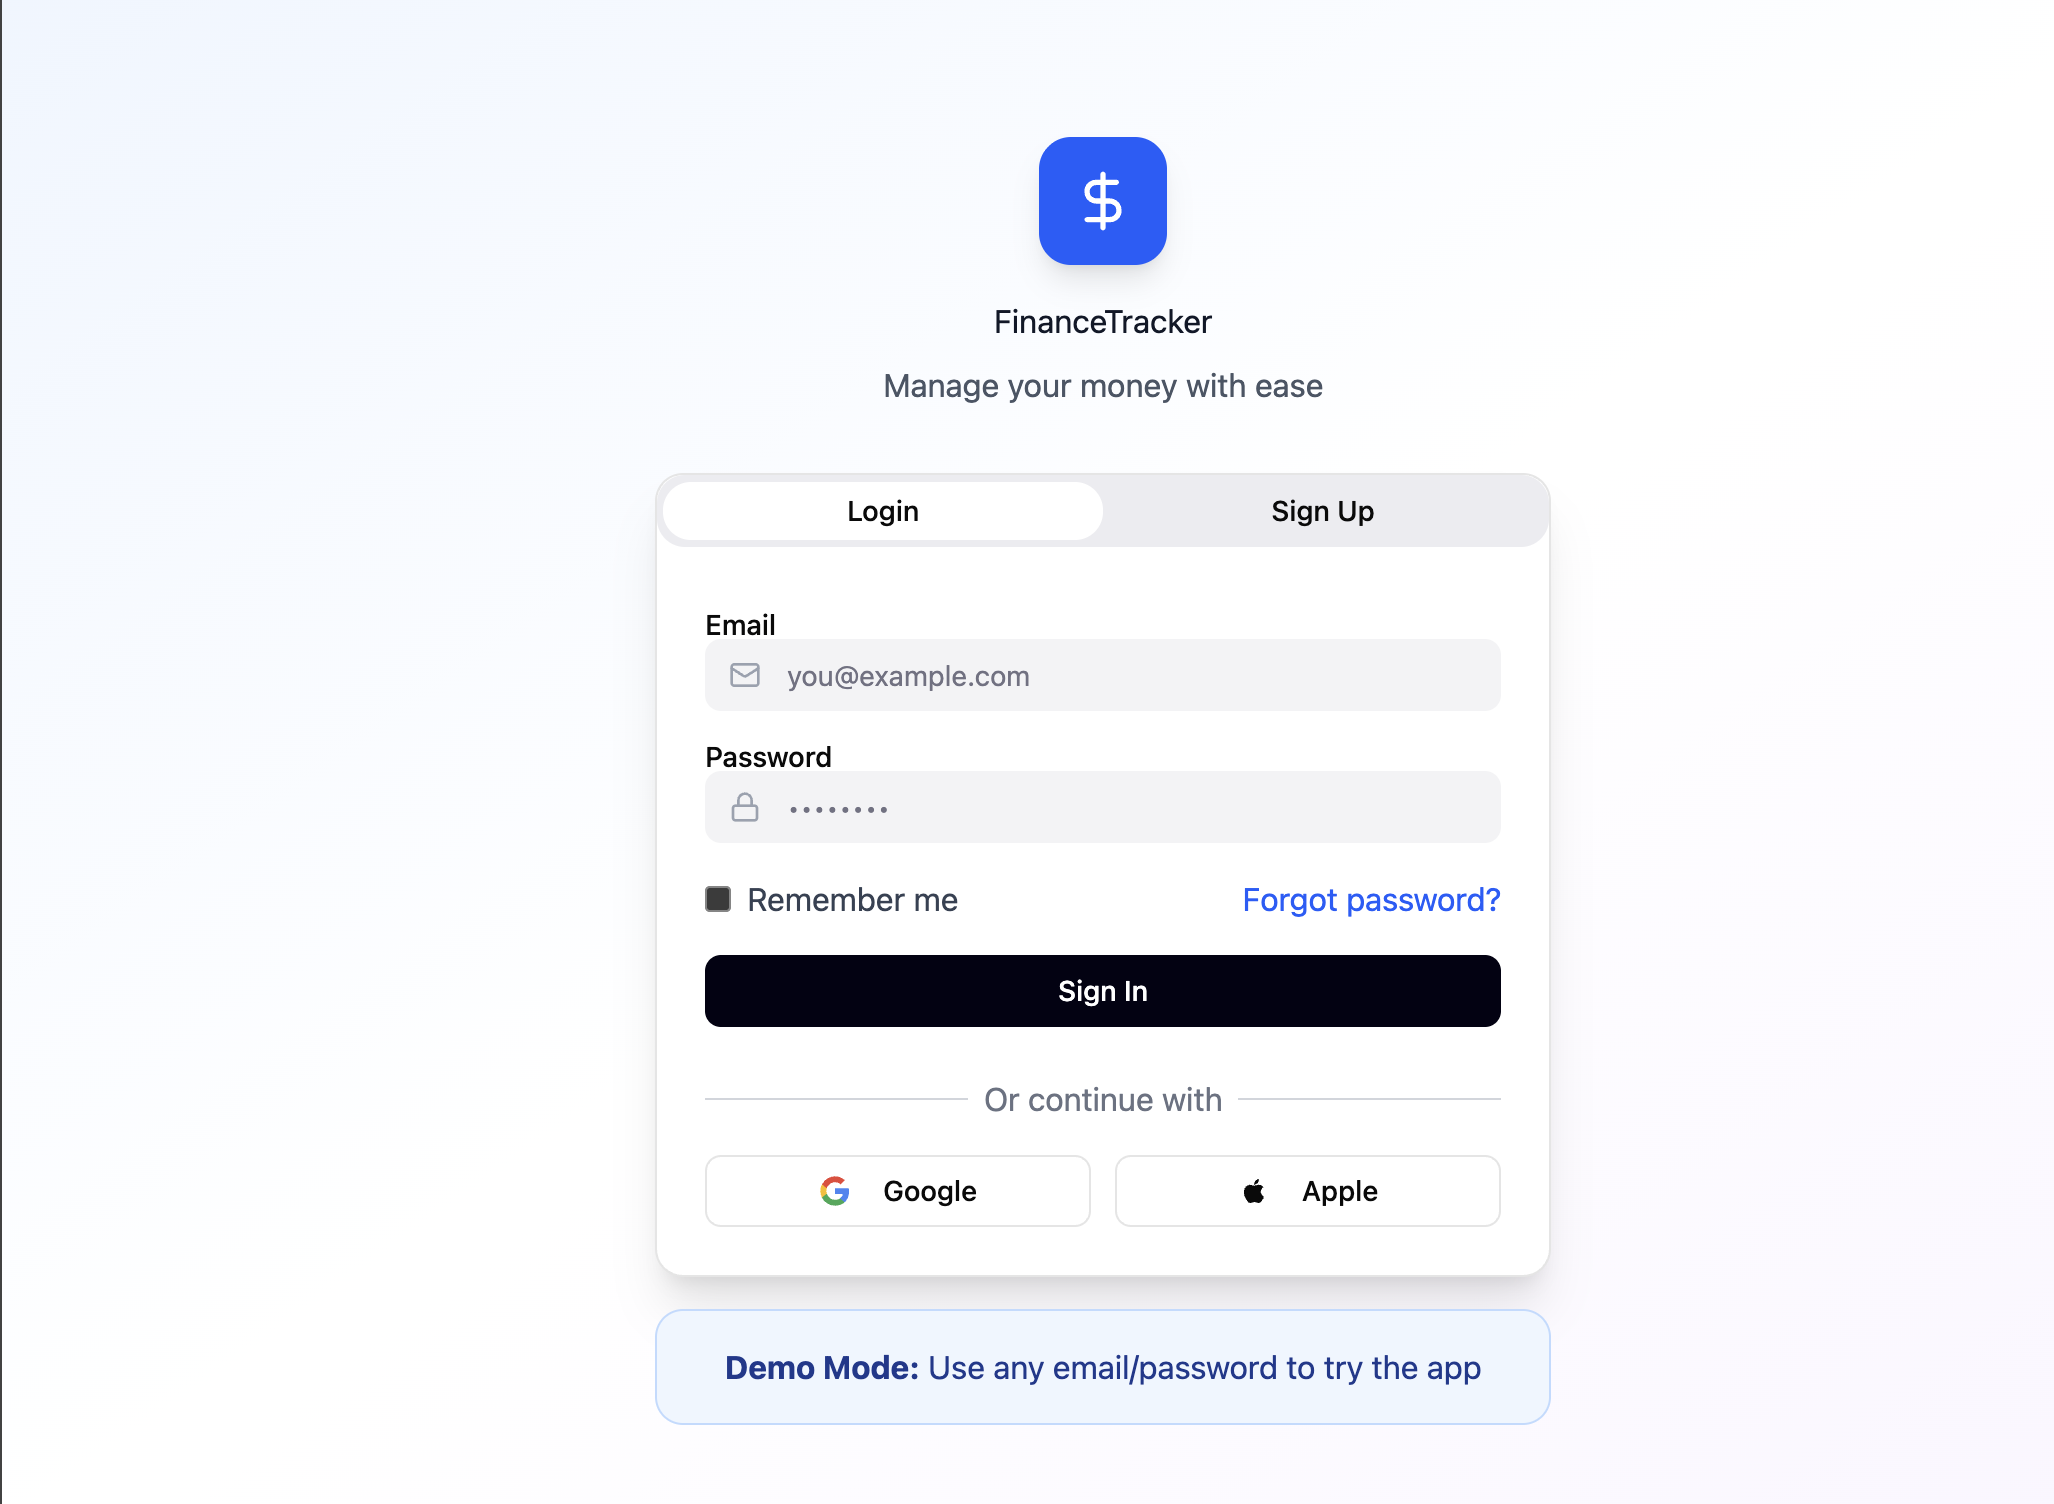 $
FinanceTracker
Manage your money with ease
Login
Sign Up
Email
you@example.com
Password
••••••••
Remember me
Forgot password?
Sign In
Or continue with
Google
Apple
Demo Mode: Use any email/password to try the app